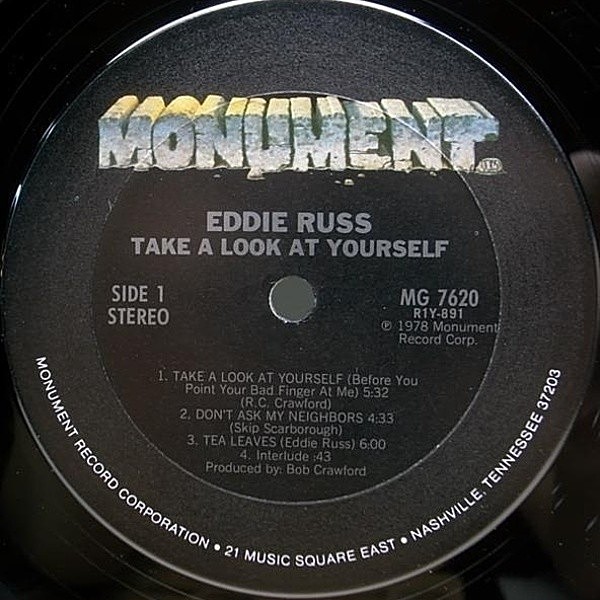 MONUMENT
EDDIE RUSS
TAKE A LOOK AT YOURSELF
SIDE 1
STEREO
MG 7620
R1Y-891
℗ 1978 Monument
Record Corp.
1. TAKE A LOOK AT YOURSELF (Before You
Point Your Bad Finger At Me) 5:32
(R.C. Crawford)
2. DON'T ASK MY NEIGHBORS 4:33
(Skip Scarborough)
3. TEA LEAVES (Eddie Russ) 6:00
4. Interlude :43
Produced by: Bob Crawford
MONUMENT RECORD CORPORATION • 21 MUSIC SQUARE EAST • NASHVILLE, TENNESSEE 37203